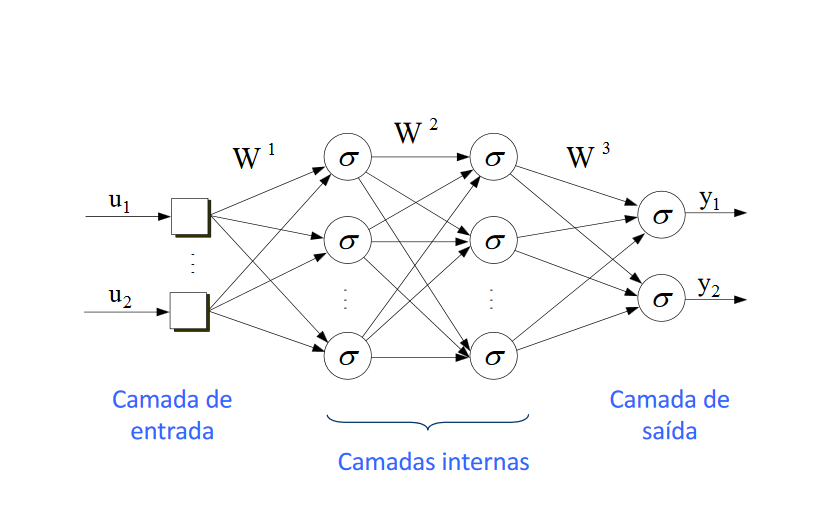 W ¹
W ²
W ³
u₁
u₂
σ
σ
σ
σ
σ
σ
σ
σ
y₁
y₂
Camada de
entrada
Camadas internas
Camada de
saída